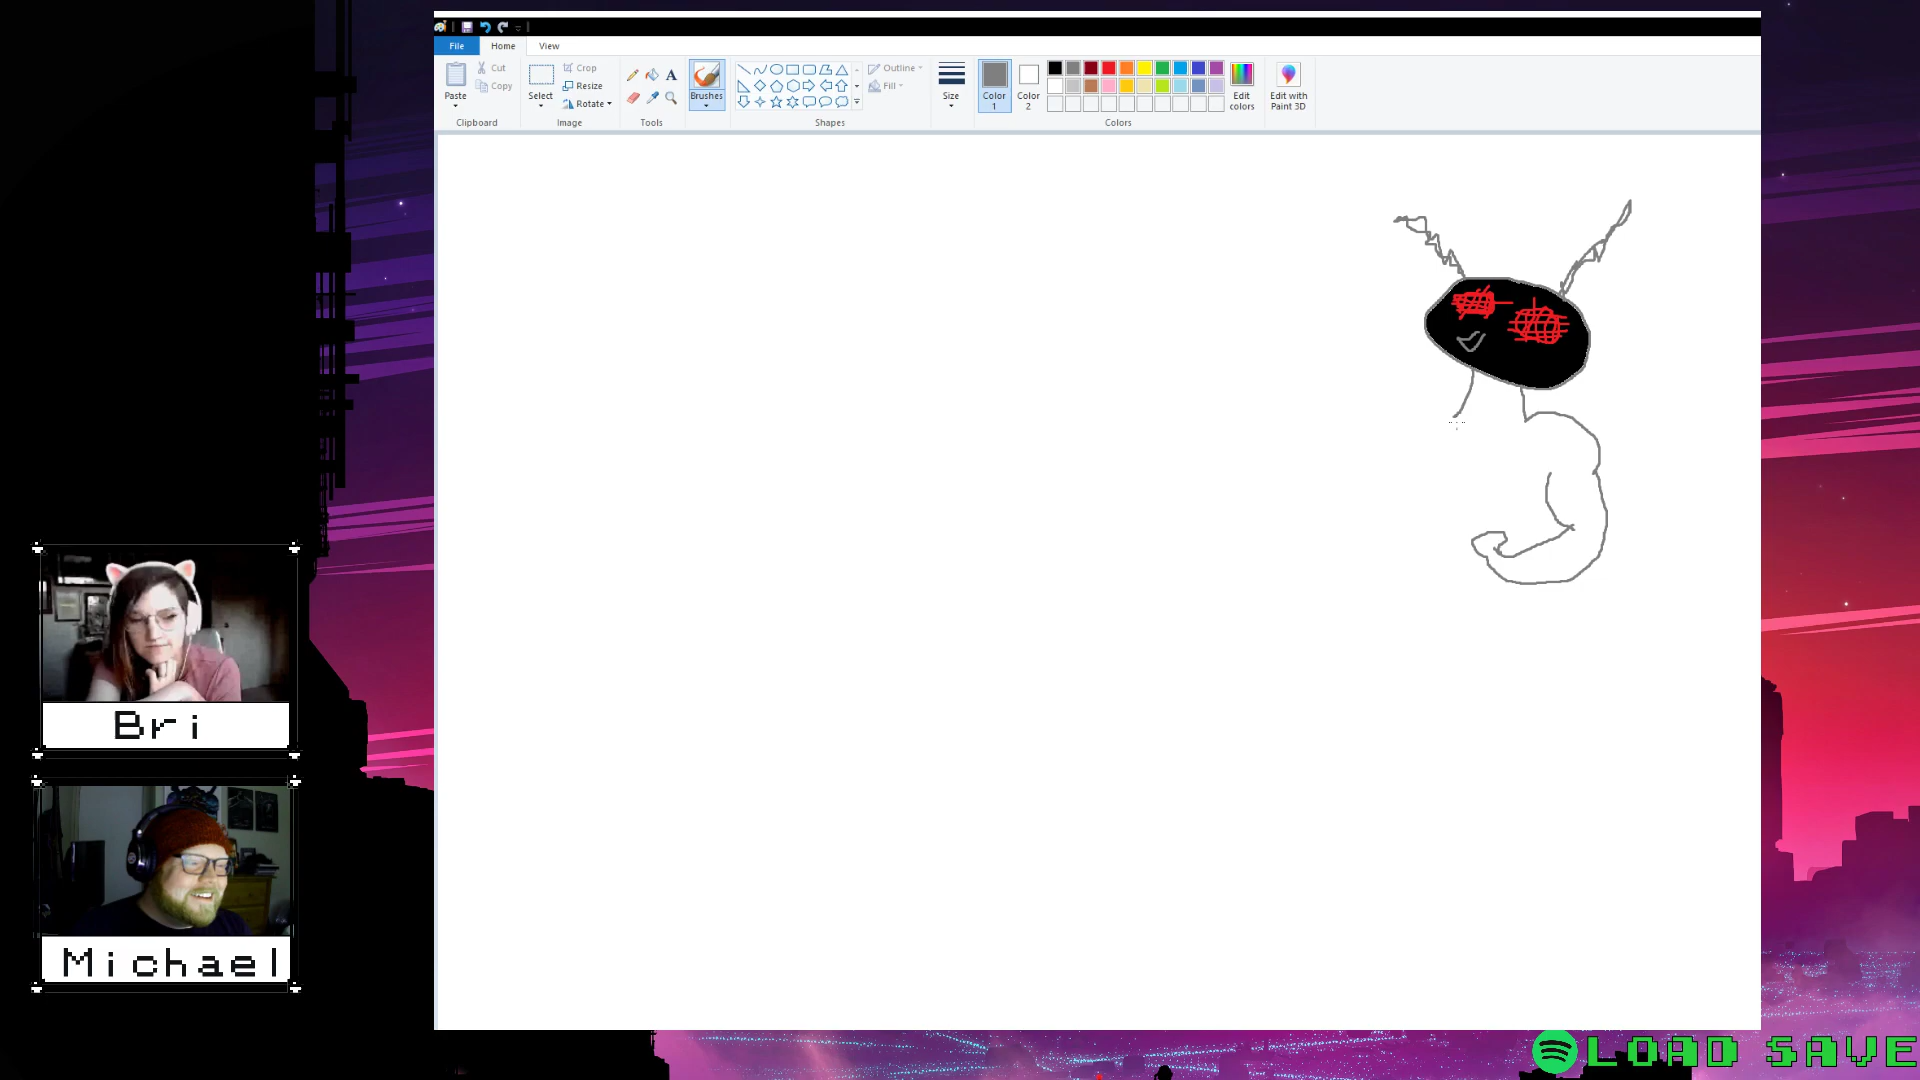 File Home View
Paste
Cut
Copy
Clipboard
Select
Crop
Resize
Rotate
Image
A
Tools
Brushes
Outline
Fill
Shapes
Size
Color
1
Color
2
Edit
colors
Colors
Edit with
Paint 3D
Bri
Michael
LOAD SAVE